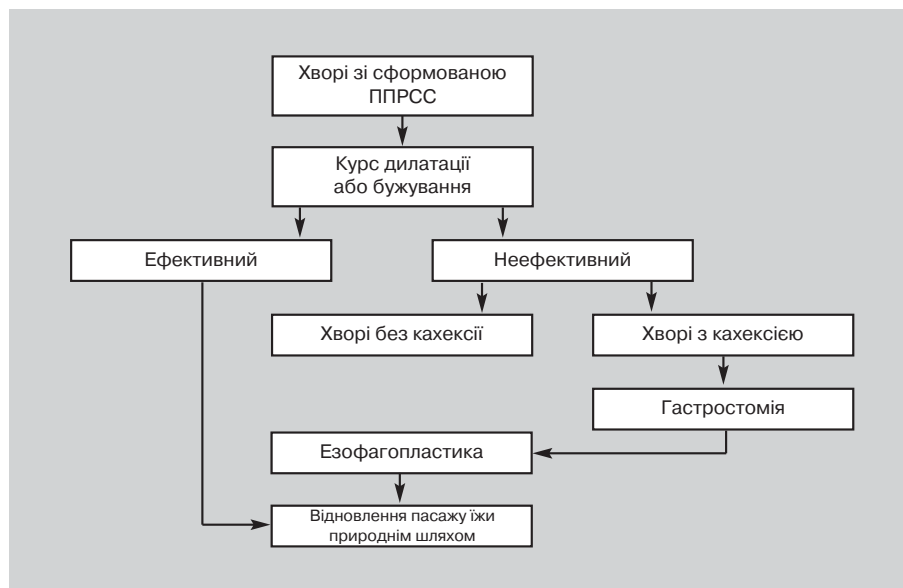 Хворі зі сформованою
ППРСС
Курс дилатації
або бужування
Ефективний
Неефективний
Хворі без кахексії
Хворі з кахексією
Гастростомія
Езофагопластика
Відновлення пасажу їжи
природнім шляхом